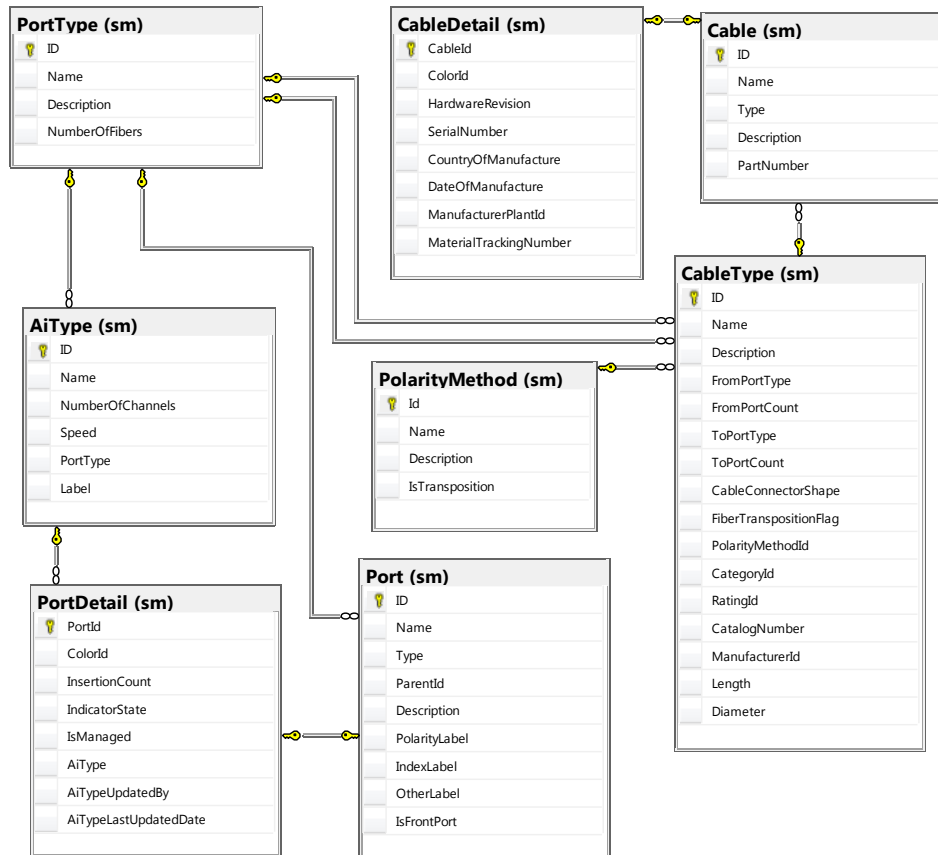 PortType (sm)
ID
Name
Description
NumberOfFibers
CableDetail (sm)
CableId
ColorId
HardwareRevision
SerialNumber
CountryOfManufacture
DateOfManufacture
ManufacturerPlantId
MaterialTrackingNumber
Cable (sm)
ID
Name
Type
Description
PartNumber
AiType (sm)
ID
Name
NumberOfChannels
Speed
PortType
Label
PolarityMethod (sm)
Id
Name
Description
IsTransposition
CableType (sm)
ID
Name
Description
FromPortType
FromPortCount
ToPortType
ToPortCount
CableConnectorShape
FiberTranspositionFlag
PolarityMethodId
CategoryId
RatingId
CatalogNumber
ManufacturerId
Length
Diameter
PortDetail (sm)
PortId
ColorId
InsertionCount
IndicatorState
IsManaged
AiType
AiTypeUpdatedBy
AiTypeLastUpdatedDate
Port (sm)
ID
Name
Type
ParentId
Description
PolarityLabel
IndexLabel
OtherLabel
IsFrontPort